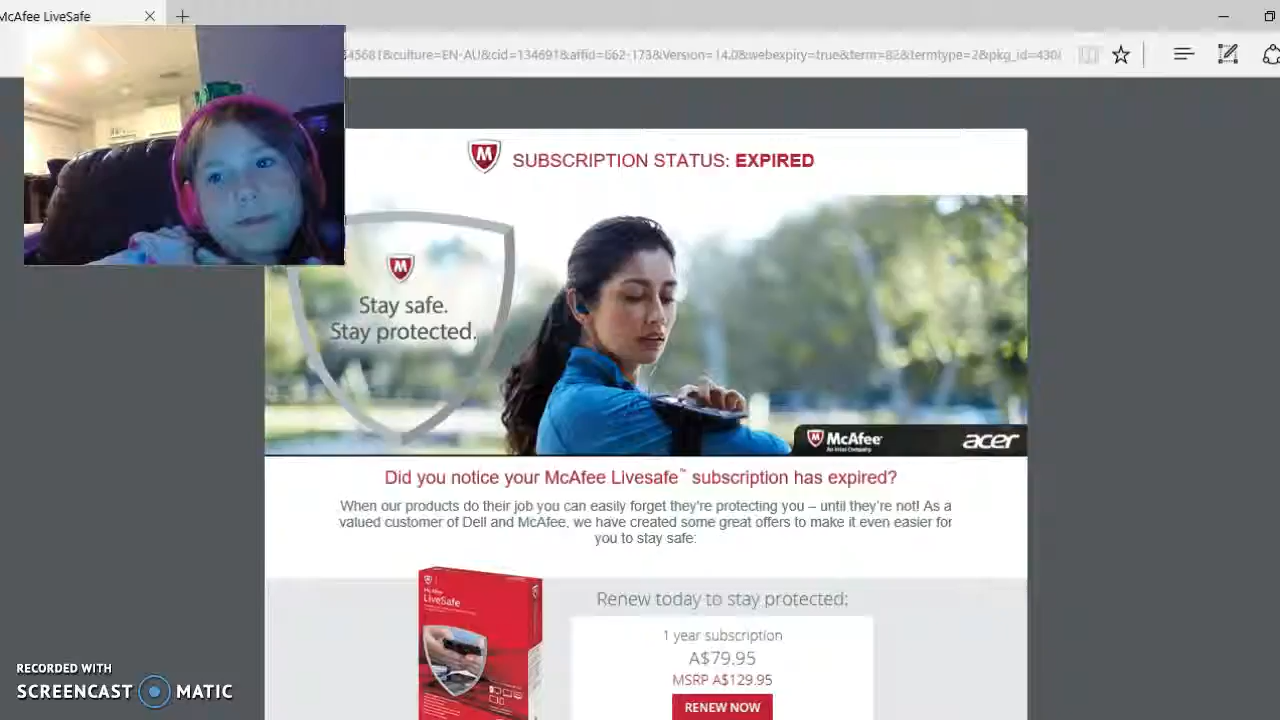 McAfee LiveSafe
45681&culture=EN-AU&cid=134691&affid=662-173&Version=14.0&webexpiry=true&term=82&termtype=2&pkg_id=430
SUBSCRIPTION STATUS: EXPIRED
Stay safe.
Stay protected.
McAfee
An Intel Company
acer
Did you notice your McAfee Livesafe™ subscription has expired?
When our products do their job you can easily forget they're protecting you – until they're not! As a
valued customer of Dell and McAfee, we have created some great offers to make it even easier for
you to stay safe:
McAfee
LiveSafe
Renew today to stay protected:
1 year subscription
A$79.95
MSRP A$129.95
RENEW NOW
RECORDED WITH
SCREENCAST MATIC